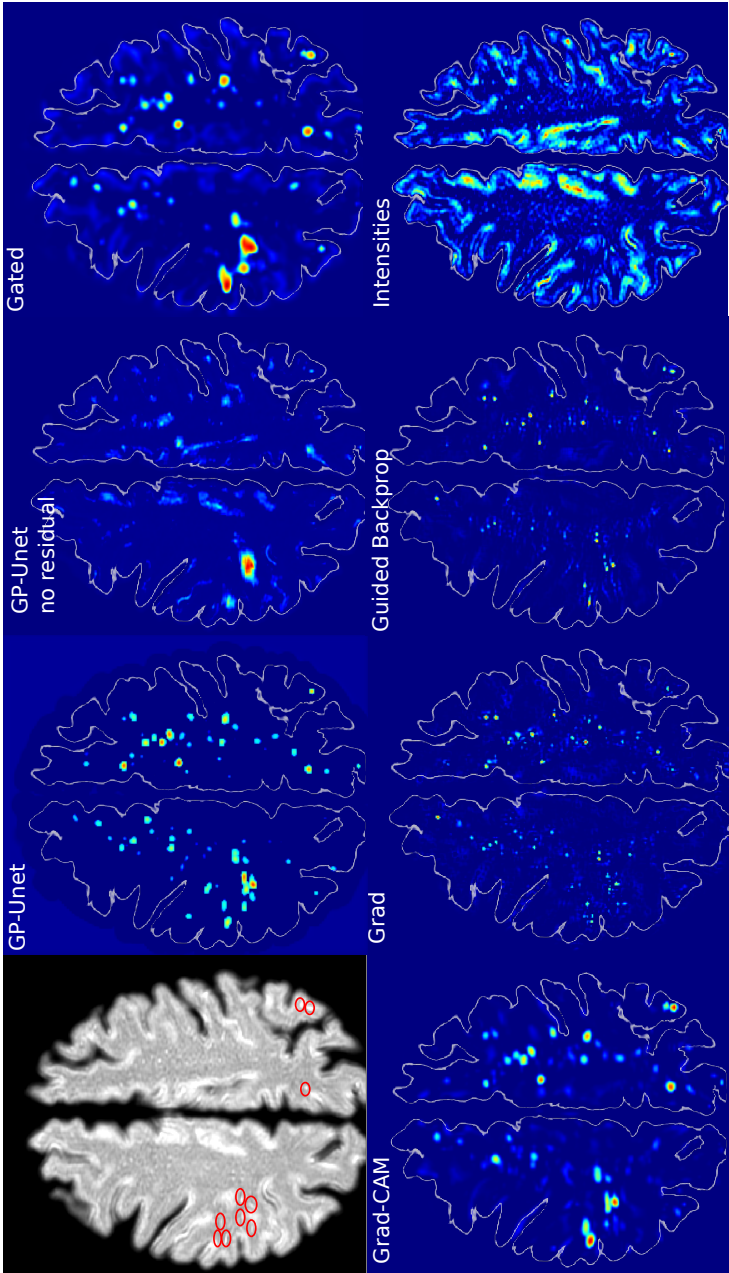 Gated
Intensities
GP-Unet
no residual
Guided Backprop
GP-Unet
Grad
Grad-CAM